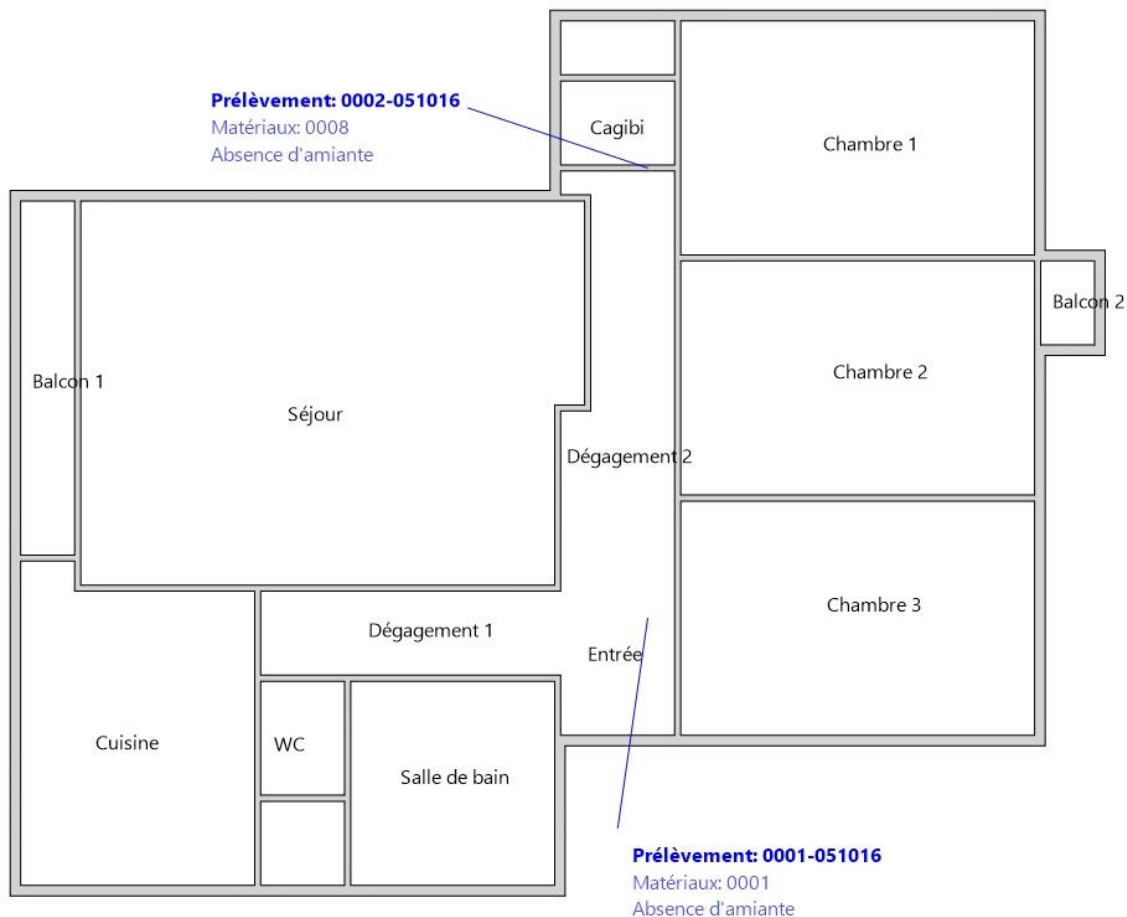 Prélèvement: 0002-051016
Matériaux: 0008
Absence d'amiante
Cagibi
Chambre 1
Balcon 2
Balcon 1
Chambre 2
Séjour
Dégagement 2
Chambre 3
Dégagement 1
Entrée
Cuisine
WC
Salle de bain
Prélèvement: 0001-051016
Matériaux: 0001
Absence d'amiante